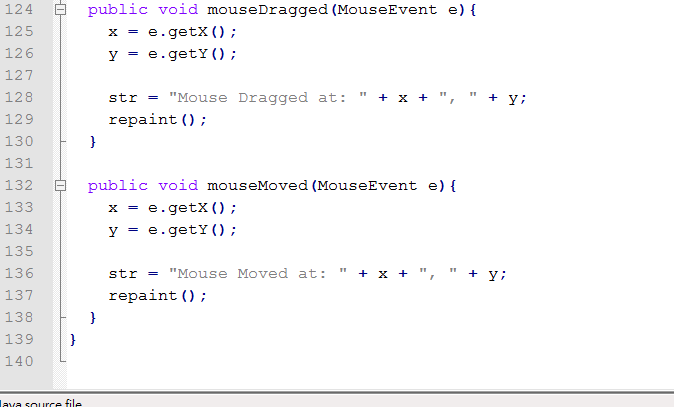 124 public void mouseDragged(MouseEvent e){
125 x = e.getX();
126 y = e.getY();
127
128 str = "Mouse Dragged at: " + x + ", " + y;
129 repaint();
130 }
131
132 public void mouseMoved(MouseEvent e){
133 x = e.getX();
134 y = e.getY();
135
136 str = "Mouse Moved at: " + x + ", " + y;
137 repaint();
138 }
139 }
140
Java source file